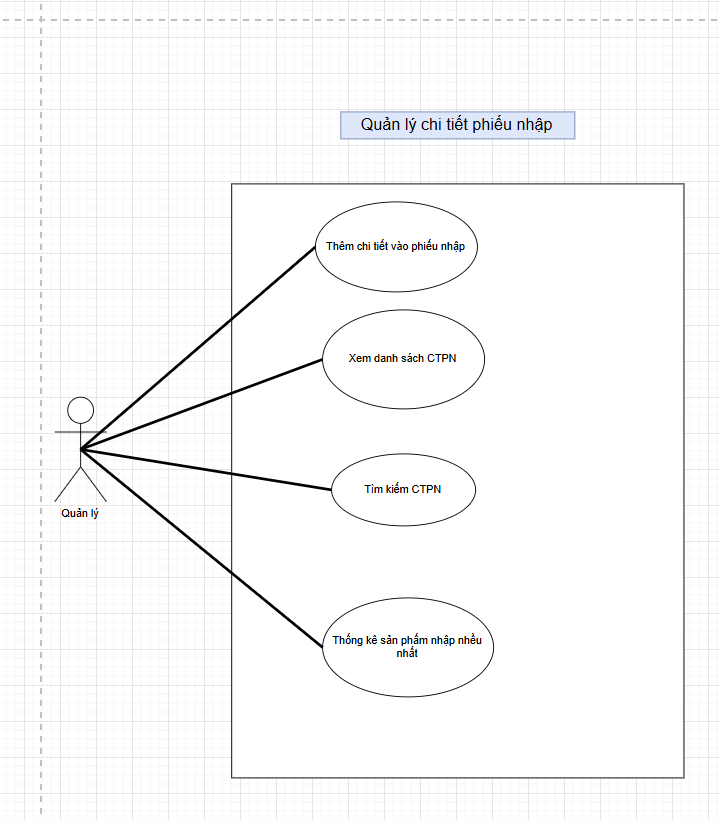 Quản lý chi tiết phiếu nhập
Thêm chi tiết vào phiếu nhập
Xem danh sách CTPN
Tìm kiếm CTPN
Quản lý
Thống kê sản phẩm nhập nhều
nhất